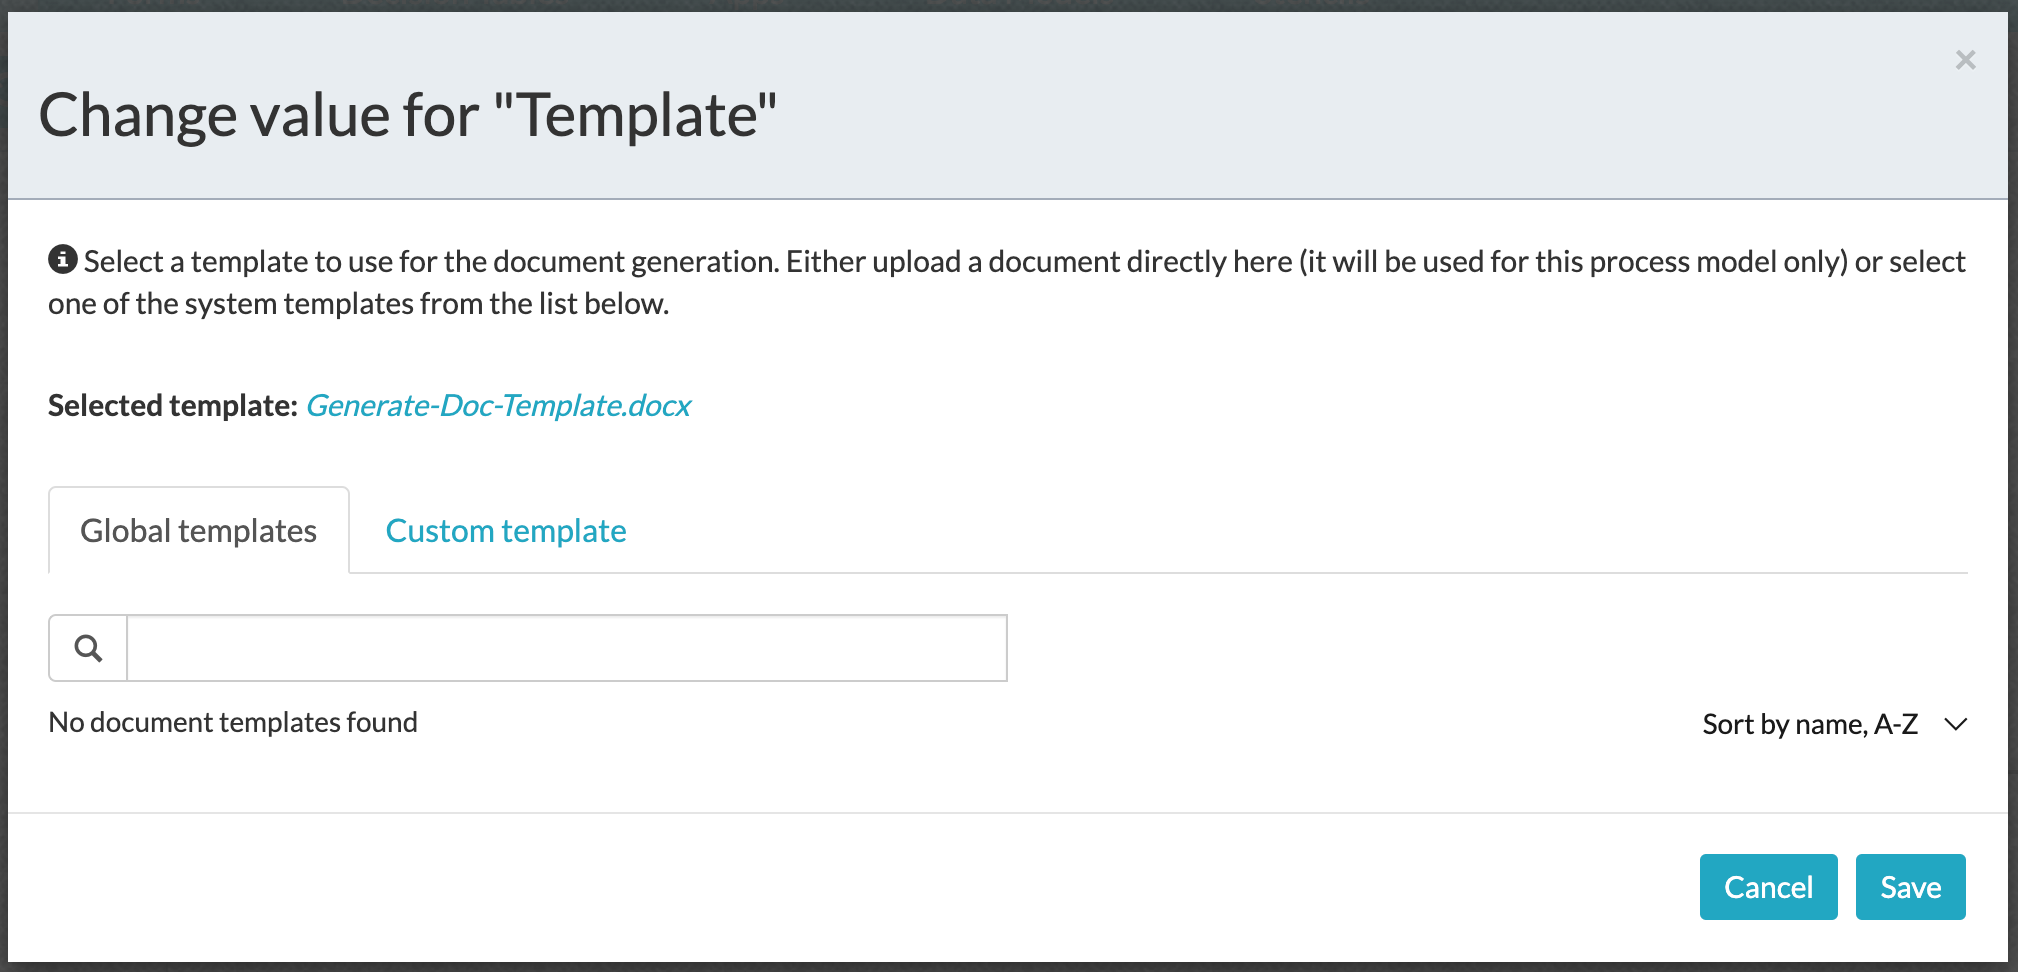 Change value for "Template"
Select a template to use for the document generation. Either upload a document directly here (it will be used for this process model only) or select
one of the system templates from the list below.
Selected template: Generate-Doc-Template.docx
Global templates
Custom template
No document templates found
Sort by name, A-Z
Cancel
Save